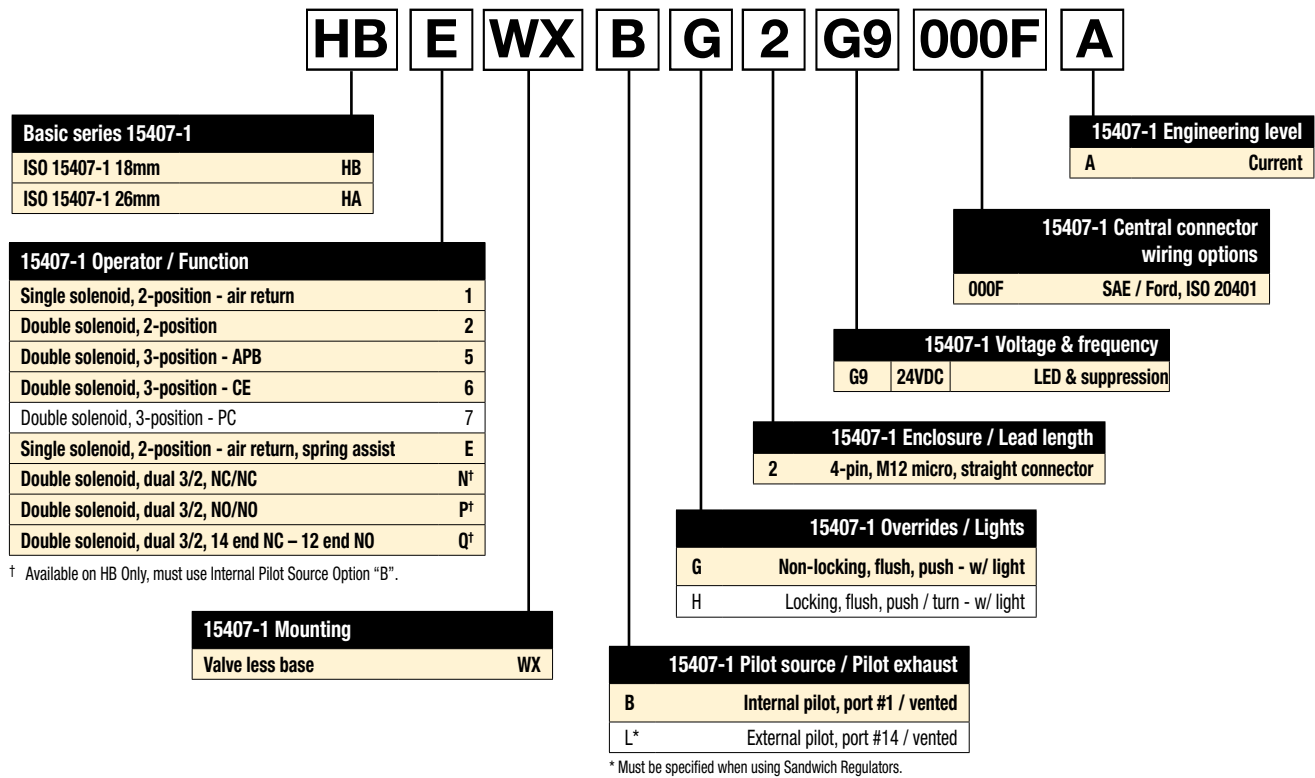 HB E WX B G 2 G9 000F A
Basic series 15407-1
ISO 15407-1 18mm HB
ISO 15407-1 26mm HA
15407-1 Operator / Function
Single solenoid, 2-position - air return 1
Double solenoid, 2-position 2
Double solenoid, 3-position - APB 5
Double solenoid, 3-position - CE 6
Double solenoid, 3-position - PC 7
Single solenoid, 2-position - air return, spring assist E
Double solenoid, dual 3/2, NC/NC N†
Double solenoid, dual 3/2, NO/NO P†
Double solenoid, dual 3/2, 14 end NC – 12 end NO Q†
† Available on HB Only, must use Internal Pilot Source Option "B".
15407-1 Mounting
Valve less base WX
15407-1 Pilot source / Pilot exhaust
B Internal pilot, port #1 / vented
L* External pilot, port #14 / vented
* Must be specified when using Sandwich Regulators.
15407-1 Overrides / Lights
G Non-locking, flush, push - w/ light
H Locking, flush, push / turn - w/ light
15407-1 Enclosure / Lead length
2 4-pin, M12 micro, straight connector
15407-1 Voltage & frequency
G9 24VDC LED & suppression
15407-1 Central connector
wiring options
000F SAE / Ford, ISO 20401
15407-1 Engineering level
A Current